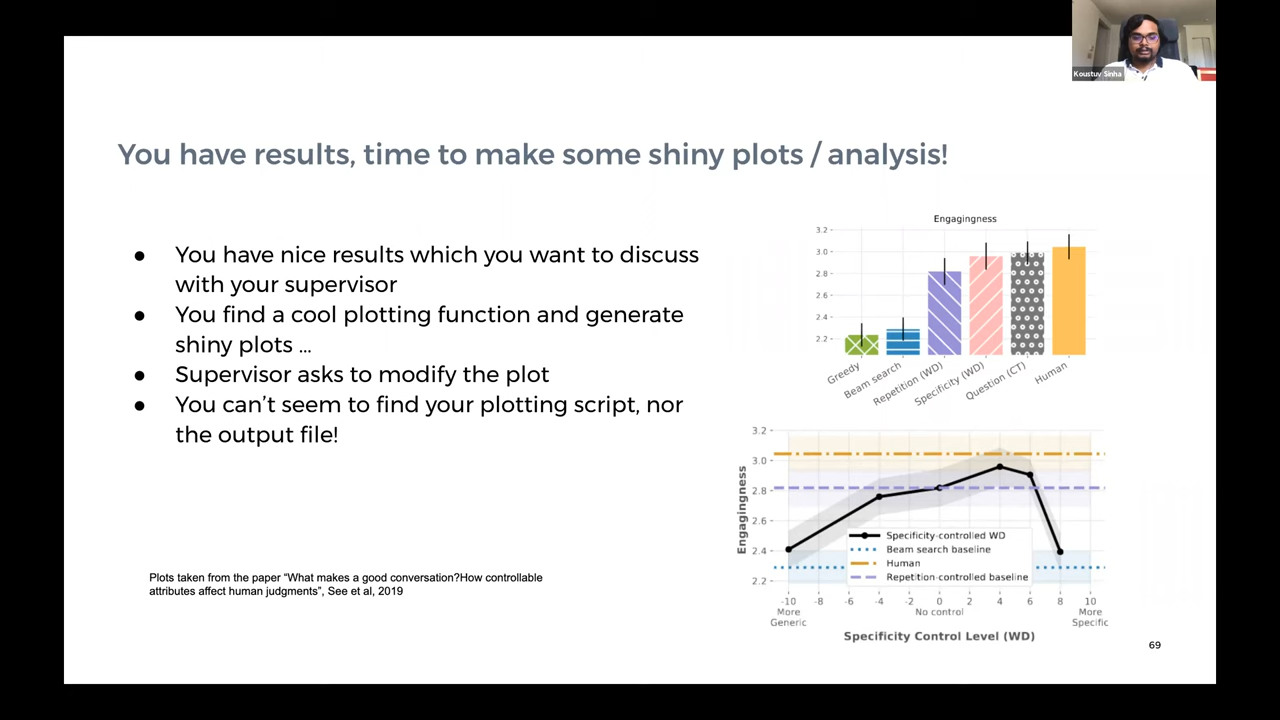 Koustuv Sinha
You have results, time to make some shiny plots / analysis!
● You have nice results which you want to discuss
with your supervisor
● You find a cool plotting function and generate
shiny plots ...
● Supervisor asks to modify the plot
● You can't seem to find your plotting script, nor
the output file!
Plots taken from the paper “What makes a good conversation?How controllable
attributes affect human judgments”, See et al, 2019
Engagingness
3.2
3.0
2.8
2.6
2.4
2.2
Greedy
Beam search
Repetition (WD)
Specificity (WD)
Question (CT)
Human
Engagingness
3.2
3.0
2.8
2.6
2.4
2.2
Specificity-controlled WD
Beam search baseline
Human
Repetition-controlled baseline
-10 -8 -6 -4 -2 0 2 4 6 8 10
More Generic No control More Specific
Specificity Control Level (WD)
69